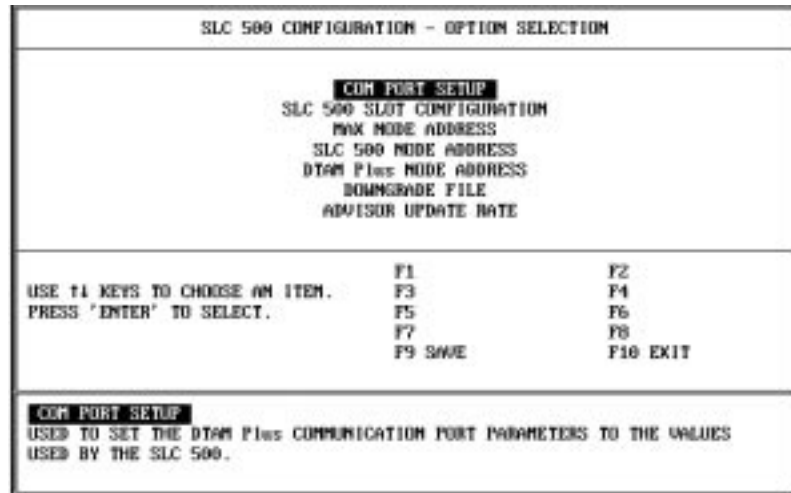 SLC 500 CONFIGURATION - OPTION SELECTION
COM PORT SETUP
SLC 500 SLOT CONFIGURATION
MAX NODE ADDRESS
SLC 500 NODE ADDRESS
DTAM Plus NODE ADDRESS
DOWNGRADE FILE
ADVISOR UPDATE RATE
USE ↑↓ KEYS TO CHOOSE AN ITEM.
PRESS 'ENTER' TO SELECT.
F1 F2
F3 F4
F5 F6
F7 F8
F9 SAVE F10 EXIT
COM PORT SETUP
USED TO SET THE DTAM Plus COMMUNICATION PORT PARAMETERS TO THE VALUES
USED BY THE SLC 500.